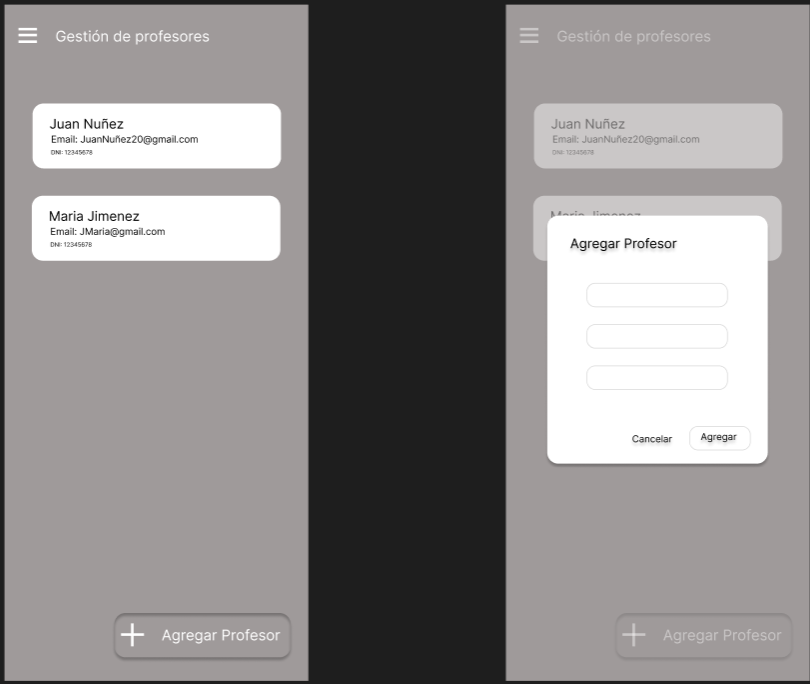 Gestión de profesores
Juan Nuñez
Email: JuanNuñez20@gmail.com
DNI: 12345678
Maria Jimenez
Email: JMaria@gmail.com
DNI: 12345678
Agregar Profesor
Gestión de profesores
Juan Nuñez
Email: JuanNuñez20@gmail.com
DNI: 12345678
Maria Jimenez
Agregar Profesor
Cancelar
Agregar
Agregar Profesor